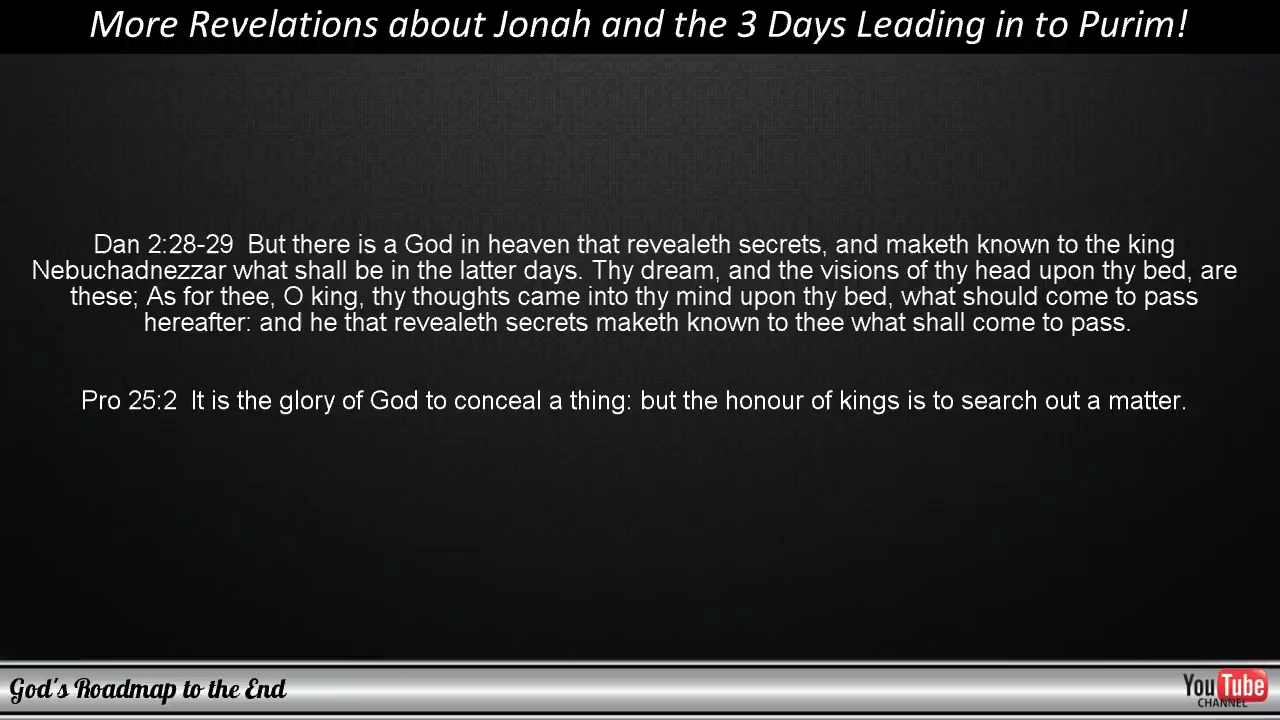 More Revelations about Jonah and the 3 Days Leading in to Purim!
Dan 2:28-29  But there is a God in heaven that revealeth secrets, and maketh known to the king
Nebuchadnezzar what shall be in the latter days. Thy dream, and the visions of thy head upon thy bed, are
these; As for thee, O king, thy thoughts came into thy mind upon thy bed, what should come to pass
hereafter: and he that revealeth secrets maketh known to thee what shall come to pass.
Pro 25:2  It is the glory of God to conceal a thing: but the honour of kings is to search out a matter.
God's Roadmap to the End
YouTube
CHANNEL